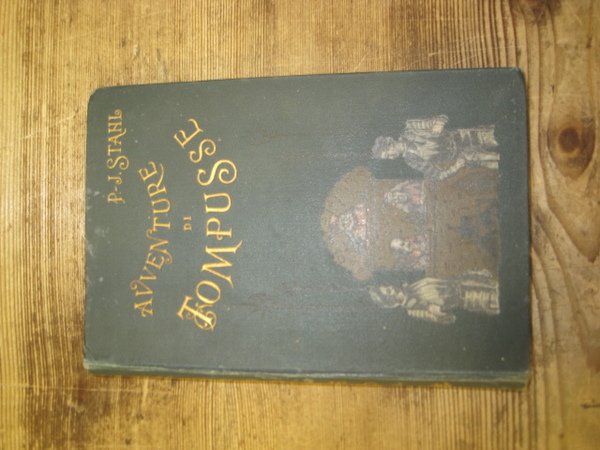 P.-J. STAHL
AVVENTURE
DI
TOMPUSSE